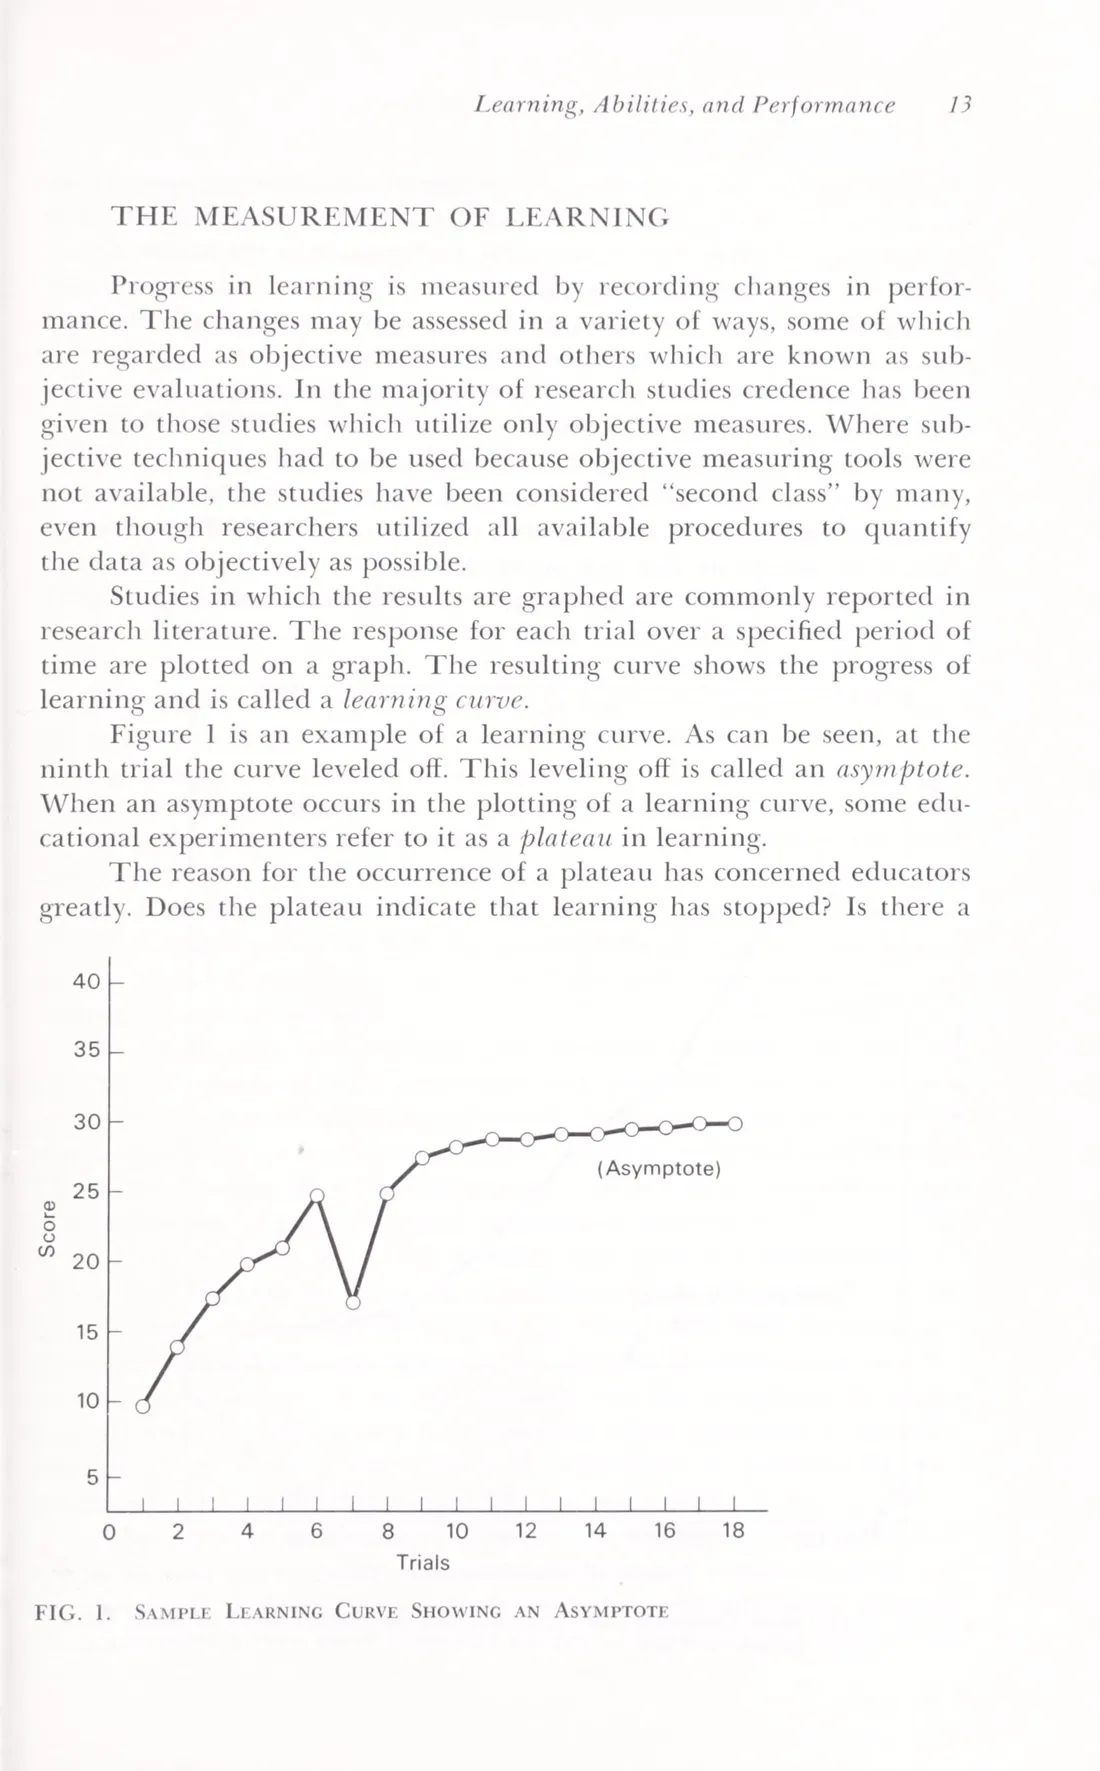 Learning, Abilities, and Performance 13
THE MEASUREMENT OF LEARNING
Progress in learning is measured by recording changes in perfor-
mance. The changes may be assessed in a variety of ways, some of which
are regarded as objective measures and others which are known as sub-
jective evaluations. In the majority of research studies credence has been
given to those studies which utilize only objective measures. Where sub-
jective techniques had to be used because objective measuring tools were
not available, the studies have been considered “second class” by many,
even though researchers utilized all available procedures to quantify
the data as objectively as possible.
Studies in which the results are graphed are commonly reported in
research literature. The response for each trial over a specified period of
time are plotted on a graph. The resulting curve shows the progress of
learning and is called a learning curve.
Figure 1 is an example of a learning curve. As can be seen, at the
ninth trial the curve leveled off. This leveling off is called an asymptote.
When an asymptote occurs in the plotting of a learning curve, some edu-
cational experimenters refer to it as a plateau in learning.
The reason for the occurrence of a plateau has concerned educators
greatly. Does the plateau indicate that learning has stopped? Is there a
40
35
30
25
20
15
10
5
Score
(Asymptote)
0 2 4 6 8 10 12 14 16 18
Trials
FIG. 1. SAMPLE LEARNING CURVE SHOWING AN ASYMPTOTE